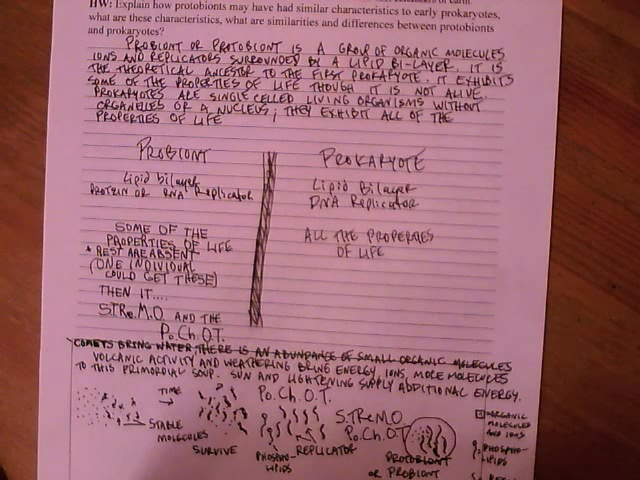 HW: Explain how protobionts may have had similar characteristics to early prokaryotes,
what are these characteristics, what are similarities and differences between protobionts
and prokaryotes?
PROBIONT OR PROTOBIONT IS A GROUP OF ORGANIC MOLECULES
IONS AND REPLICATORS SURROUNDED BY A LIPID BI-LAYER. IT IS
THE THEORETICAL ANCESTOR TO THE FIRST PROKARYOTE. IT EXHIBITS
SOME OF THE PROPERTIES OF LIFE THOUGH IT IS NOT ALIVE.
PROKARYOTES ARE SINGLE CELLED LIVING ORGANISMS WITHOUT
ORGANELLES OR A NUCLEUS; THEY EXHIBIT ALL OF THE
PROPERTIES OF LIFE
PROBIONT
Lipid bilayer
PROTEIN OR RNA Replicator
SOME OF THE
PROPERTIES OF LIFE
* REST ARE ABSENT
(ONE INDIVIDUAL
COULD GET THESE)
THEN IT....
STRe.M.O. AND THE
Po.Ch.O.T.
PROKARYOTE
Lipid Bilayer
DNA Replicator
ALL THE PROPERTIES
OF LIFE
COMETS BRING WATER THERE IS AN ABUNDANCE OF SMALL ORGANIC MOLECULES
VOLCANIC ACTIVITY AND WEATHERING BRING ENERGY, IONS, MORE MOLECULES
TO THIS PRIMORDIAL SOUP. SUN AND LIGHTENING SUPPLY ADDITIONAL ENERGY.
TIME
STABLE
MOLECULES
SURVIVE
Po.Ch.O.T.
PHOSPHO-
LIPIDS
REPLICATOR
S.TReMO
Po.Ch.O.T
PROTOBIONT
OR PROBIONT
ORGANIC
MOLECULES
AND IONS
PHOSPHO-
LIPIDS